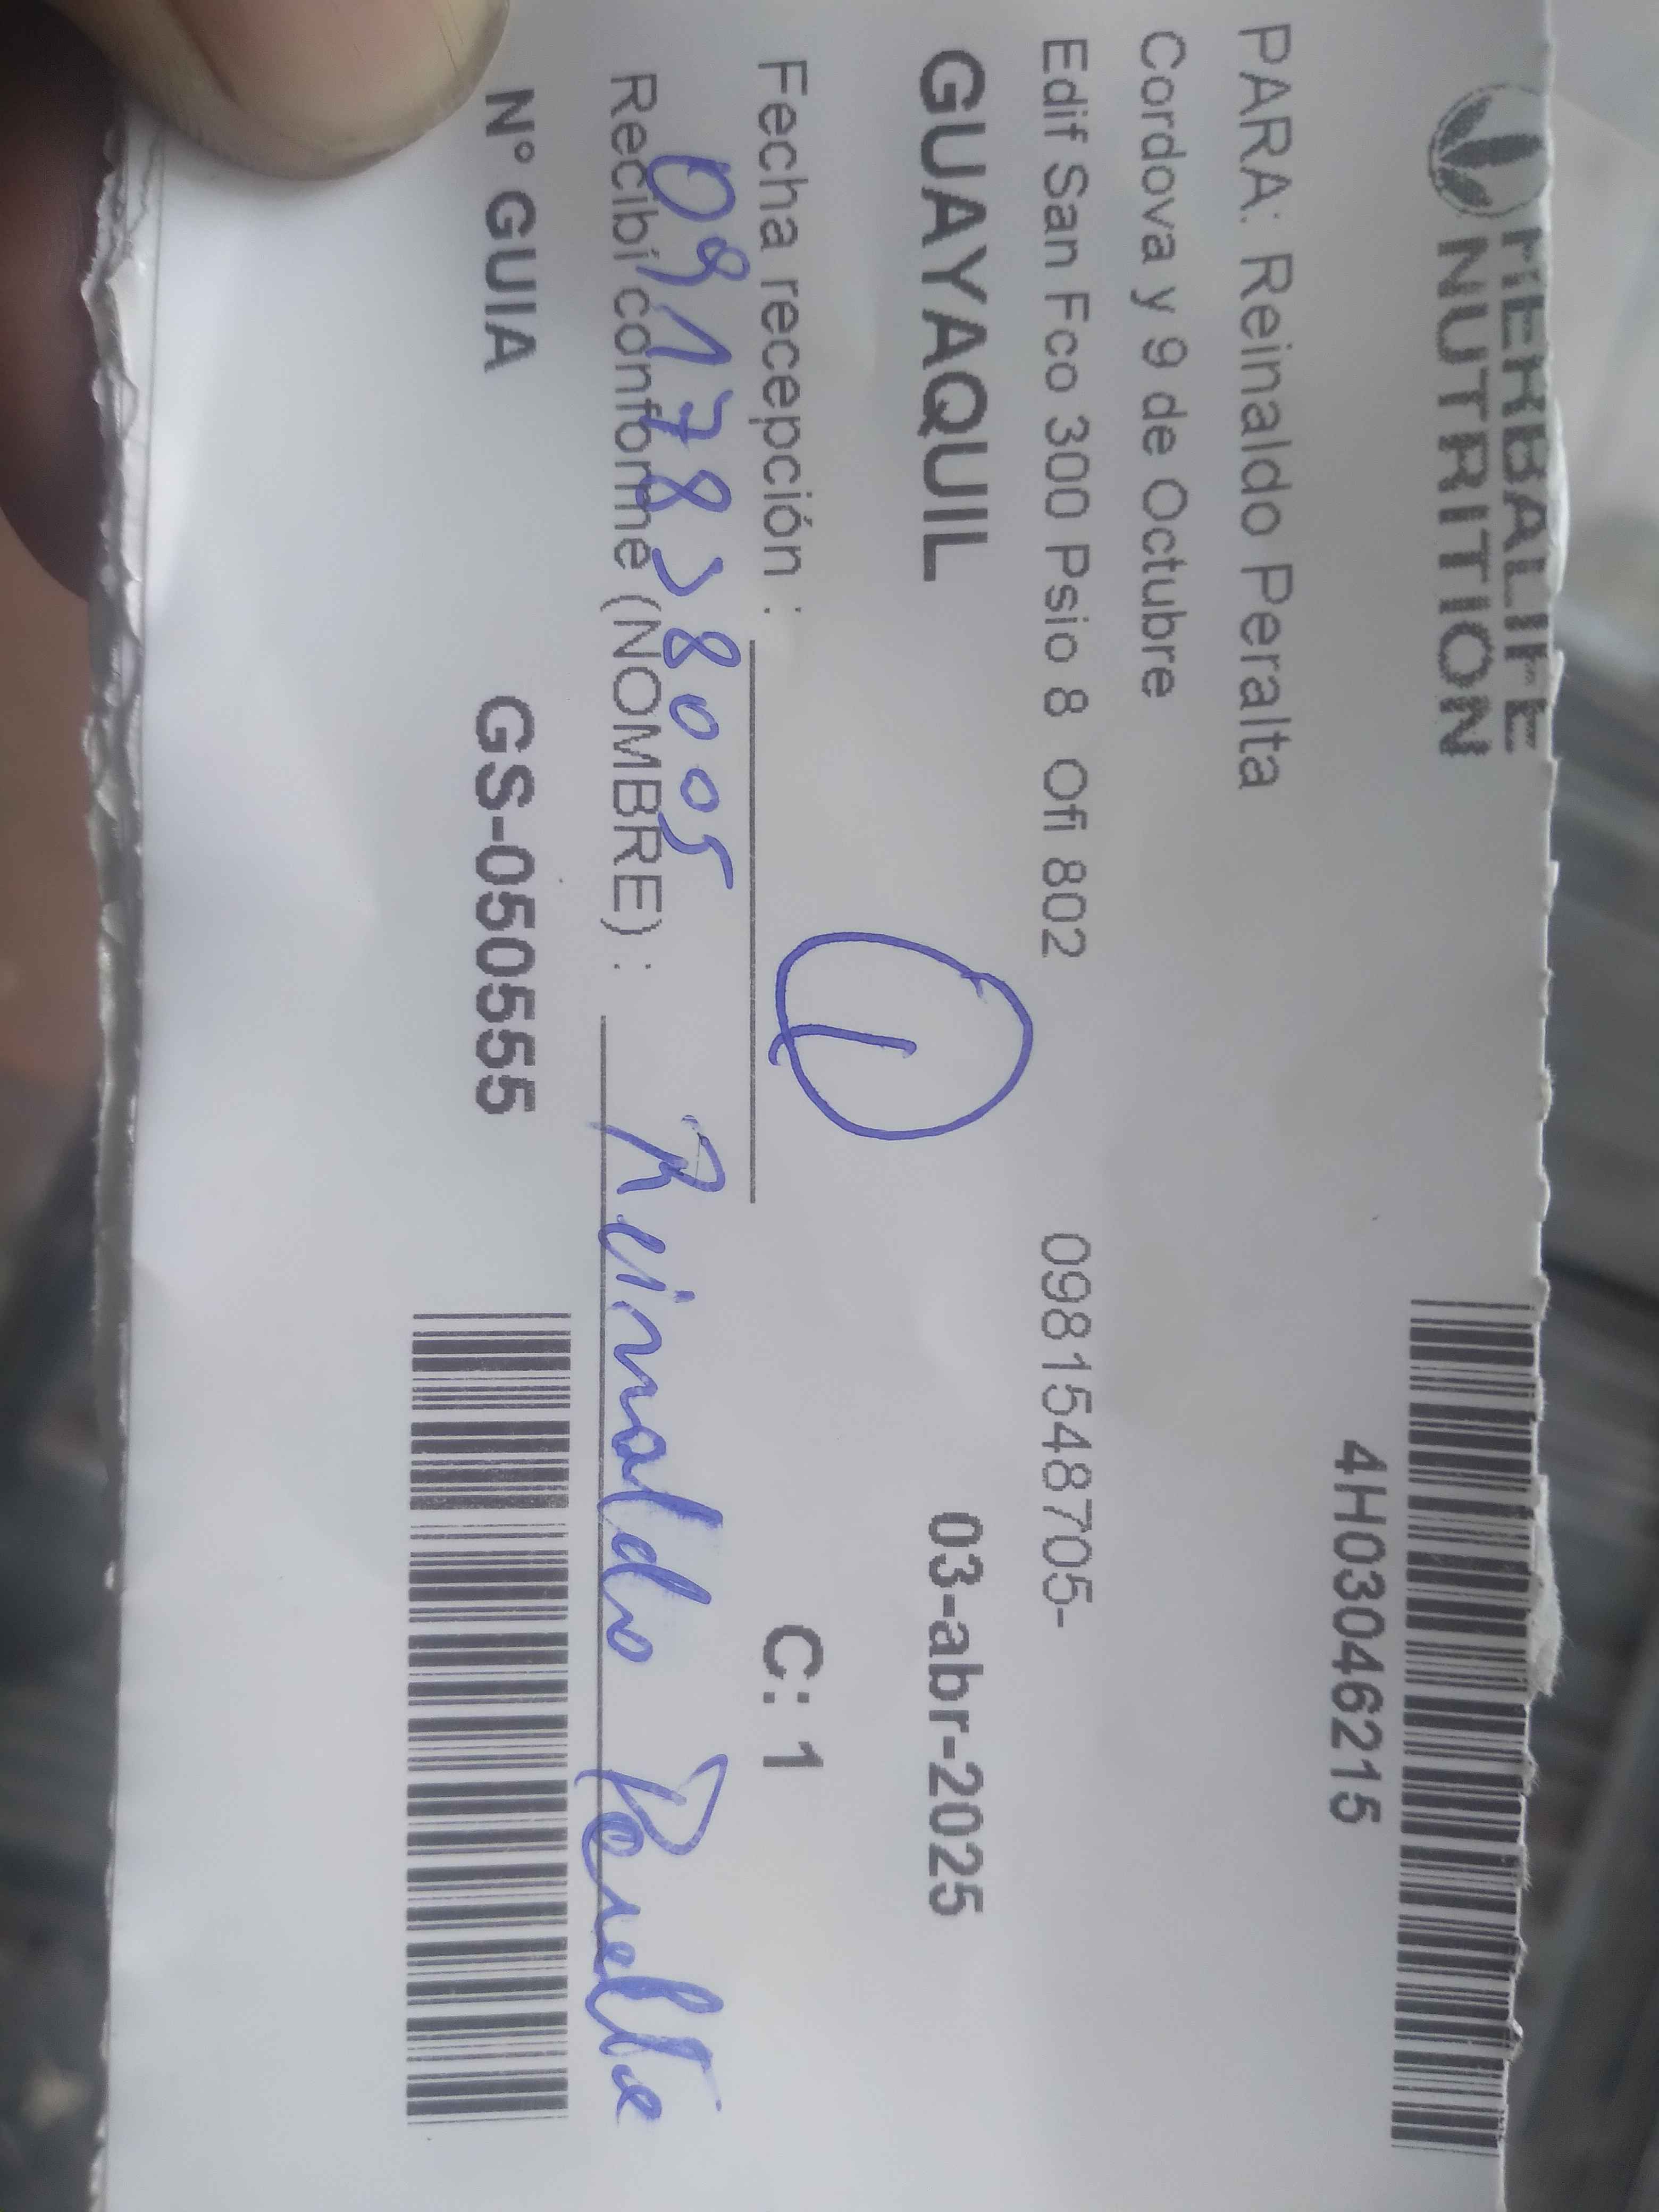 HERBALIFE
NUTRITION
4H03046215
PARA: Reinaldo Peralta
Cordova y 9 de Octubre
Edif San Fco 300 Psio 8 Ofi 802 0981548705-
GUAYAQUIL 03-abr-2025
1
Fecha recepción : C: 1
Recibí conforme (NOMBRE) : Reinaldo Peralta
N° GUIA GS-050555